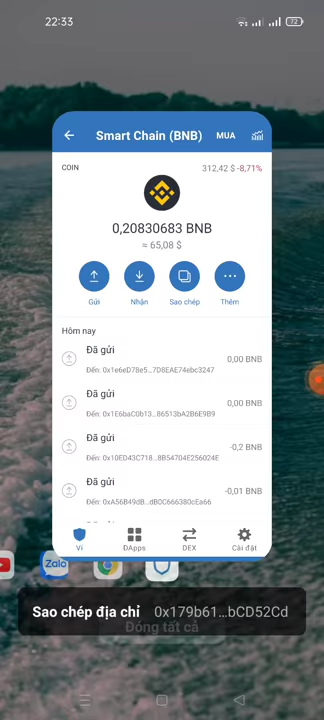 22:33
72
Smart Chain (BNB)
MUA
COIN
312,42 $ -8,71%
0,20830683 BNB
≈ 65,08 $
Gửi
Nhận
Sao chép
Thêm
Hôm nay
Đã gửi
0,00 BNB
Đến: 0x1e6eD78e5...7D8EAE74ebc3247
Đã gửi
0,00 BNB
Đến: 0x1E6baC0b13...86513bA2B6E9B9
Đã gửi
-0,2 BNB
Đến: 0x10ED43C718...8B54704E256024E
Đã gửi
-0,01 BNB
Đến: 0xA56B49dB...dB0C666380cEa66
Ví
DApps
DEX
Cài đặt
Zalo
Sao chép địa chỉ 0x179b61...bCD52Cd
Đóng tất cả